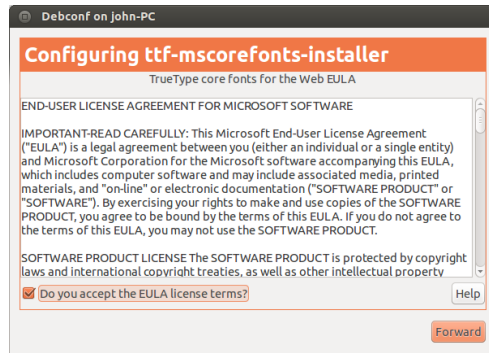 Debconf on john-PC
Configuring ttf-mscorefonts-installer
TrueType core fonts for the Web EULA
END-USER LICENSE AGREEMENT FOR MICROSOFT SOFTWARE
IMPORTANT-READ CAREFULLY: This Microsoft End-User License Agreement
("EULA") is a legal agreement between you (either an individual or a single entity)
and Microsoft Corporation for the Microsoft software accompanying this EULA,
which includes computer software and may include associated media, printed
materials, and "on-line" or electronic documentation ("SOFTWARE PRODUCT" or
"SOFTWARE"). By exercising your rights to make and use copies of the SOFTWARE
PRODUCT, you agree to be bound by the terms of this EULA. If you do not agree to
the terms of this EULA, you may not use the SOFTWARE PRODUCT.
SOFTWARE PRODUCT LICENSE The SOFTWARE PRODUCT is protected by copyright
laws and international copyright treaties, as well as other intellectual property
Do you accept the EULA license terms?
Help
Forward